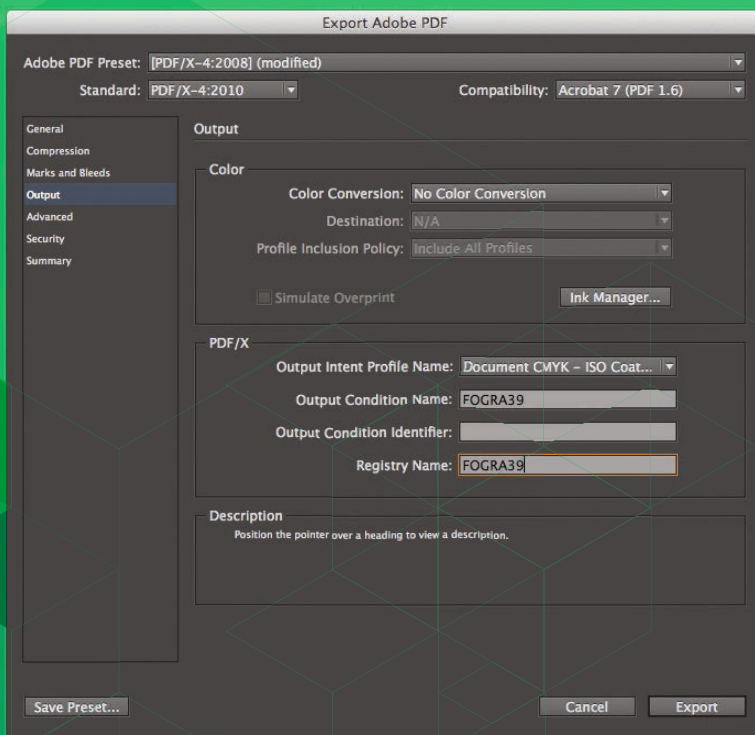 Export Adobe PDF
Adobe PDF Preset: [PDF/X-4:2008] (modified)
Standard: PDF/X-4:2010 Compatibility: Acrobat 7 (PDF 1.6)
General
Compression
Marks and Bleeds
Output
Advanced
Security
Summary
Output
Color
Color Conversion: No Color Conversion
Destination: N/A
Profile Inclusion Policy: Include All Profiles
Simulate Overprint Ink Manager...
PDF/X
Output Intent Profile Name: Document CMYK - ISO Coat...
Output Condition Name: FOGRA39
Output Condition Identifier:
Registry Name: FOGRA39
Description
Position the pointer over a heading to view a description.
Save Preset... Cancel Export